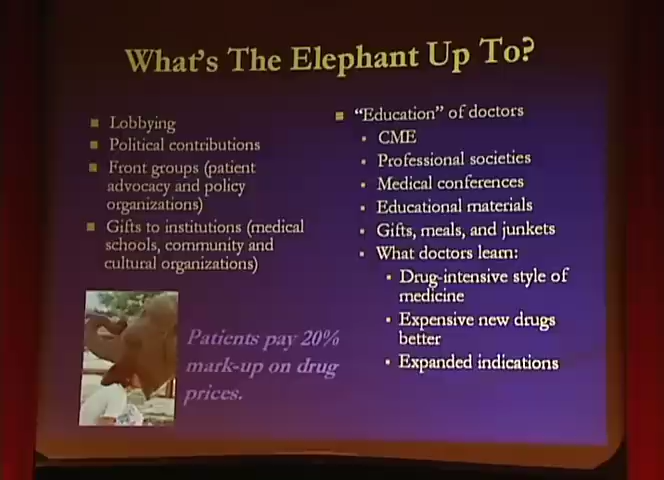 What's The Elephant Up To?
Lobbying
Political contributions
Front groups (patient
advocacy and policy
organizations)
Gifts to institutions (medical
schools, community and
cultural organizations)
Patients pay 20%
mark-up on drug
prices.
"Education" of doctors
CME
Professional societies
Medical conferences
Educational materials
Gifts, meals, and junkets
What doctors learn:
Drug-intensive style of
medicine
Expensive new drugs
better
Expanded indications